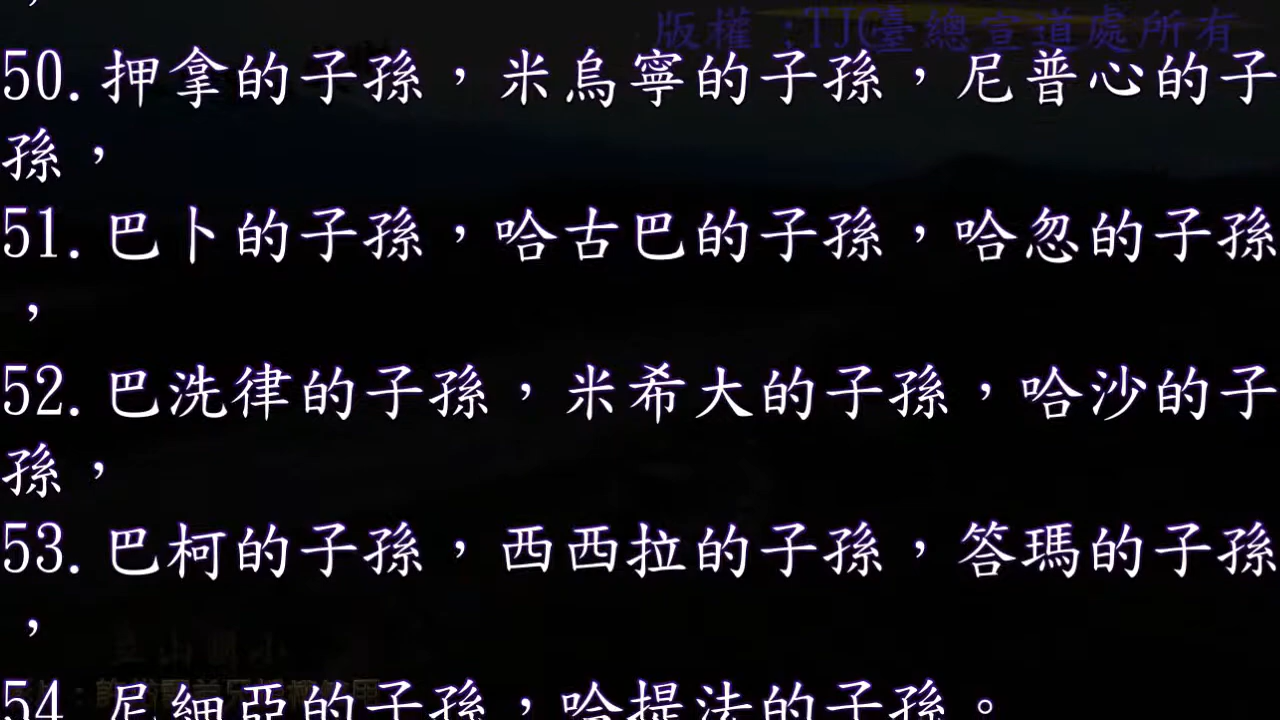 ，
版權：TJC臺總宣道處所有
50.押拿的子孫，米烏寧的子孫，尼普心的子
孫，
51.巴卜的子孫，哈古巴的子孫，哈忽的子孫
，
52.巴洗律的子孫，米希大的子孫，哈沙的子
孫，
53.巴柯的子孫，西西拉的子孫，答瑪的子孫
，
54.尼細亞的子孫，哈提法的子孫。